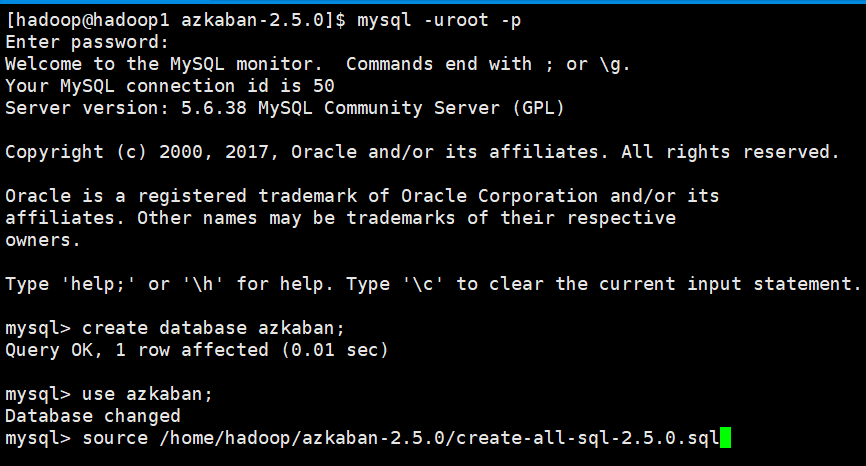 [hadoop@hadoop1 azkaban-2.5.0]$ mysql -uroot -p
Enter password:
Welcome to the MySQL monitor.  Commands end with ; or \g.
Your MySQL connection id is 50
Server version: 5.6.38 MySQL Community Server (GPL)
Copyright (c) 2000, 2017, Oracle and/or its affiliates. All rights reserved.
Oracle is a registered trademark of Oracle Corporation and/or its
affiliates. Other names may be trademarks of their respective
owners.
Type 'help;' or '\h' for help. Type '\c' to clear the current input statement.
mysql> create database azkaban;
Query OK, 1 row affected (0.01 sec)
mysql> use azkaban;
Database changed
mysql> source /home/hadoop/azkaban-2.5.0/create-all-sql-2.5.0.sql